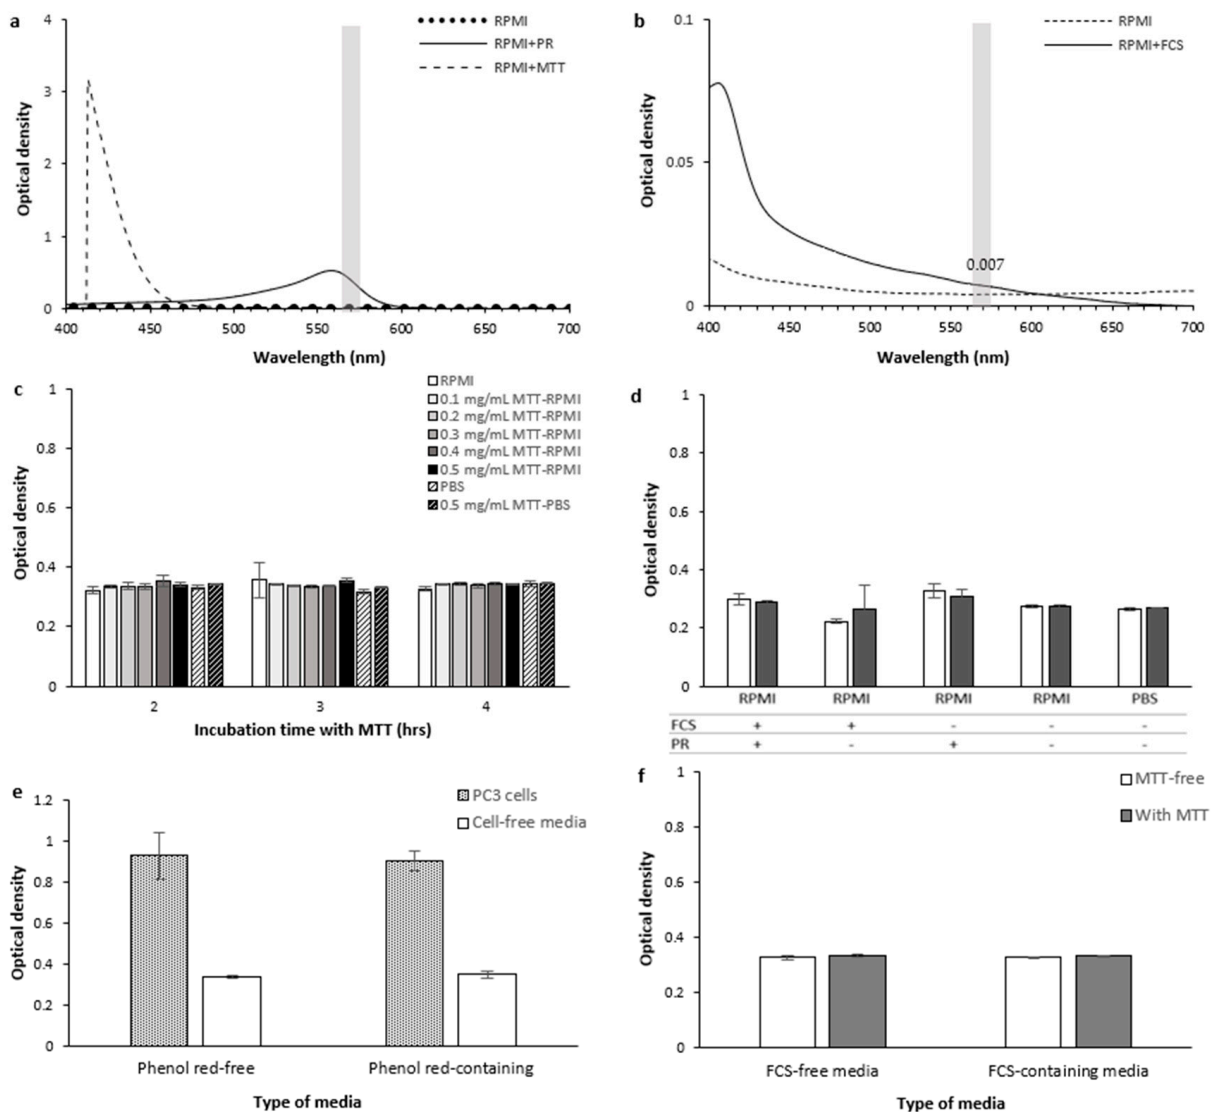 a
4
3
2
1
0
400 450 500 550 600 650 700
Optical density
Wavelength (nm)
RPMI
RPMI+PR
RPMI+MTT
b
0.1
0.05
0
400 450 500 550 600 650 700
Optical density
Wavelength (nm)
RPMI
RPMI+FCS
0.007
c
1
0.8
0.6
0.4
0.2
0
Optical density
2 3 4
Incubation time with MTT (hrs)
RPMI
0.1 mg/mL MTT-RPMI
0.2 mg/mL MTT-RPMI
0.3 mg/mL MTT-RPMI
0.4 mg/mL MTT-RPMI
0.5 mg/mL MTT-RPMI
PBS
0.5 mg/mL MTT-PBS
d
1
0.8
0.6
0.4
0.2
0
Optical density
RPMI RPMI RPMI RPMI PBS
FCS + + - - -
PR + - + - -
e
1.2
1
0.8
0.6
0.4
0.2
0
Optical density
PC3 cells
Cell-free media
Phenol red-free Phenol red-containing
Type of media
f
1
0.8
0.6
0.4
0.2
0
Optical density
MTT-free
With MTT
FCS-free media FCS-containing media
Type of media